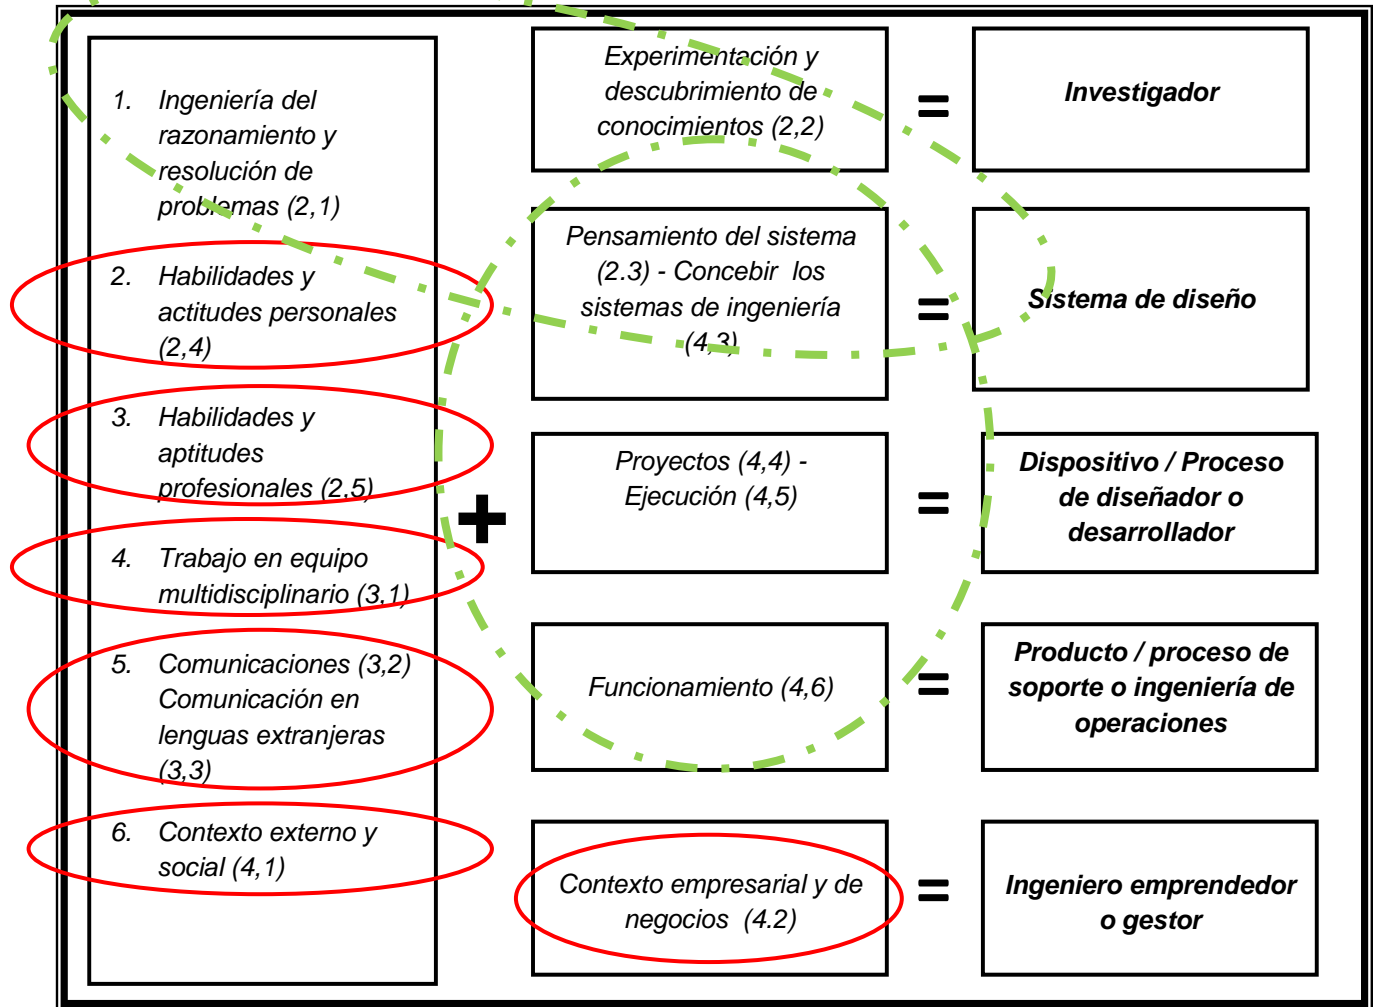 1. Ingeniería del
razonamiento y
resolución de
problemas (2,1)
2. Habilidades y
actitudes personales
(2,4)
3. Habilidades y
aptitudes
profesionales (2,5)
4. Trabajo en equipo
multidisciplinario (3,1)
5. Comunicaciones (3,2)
Comunicación en
lenguas extranjeras
(3,3)
6. Contexto externo y
social (4,1)
+
Experimentación y
descubrimiento de
conocimientos (2,2)
=
Investigador
Pensamiento del sistema
(2.3) - Concebir los
sistemas de ingeniería
(4,3)
=
Sistema de diseño
Proyectos (4,4) -
Ejecución (4,5)
=
Dispositivo / Proceso
de diseñador o
desarrollador
Funcionamiento (4,6)
=
Producto / proceso de
soporte o ingeniería de
operaciones
Contexto empresarial y de
negocios (4.2)
=
Ingeniero emprendedor
o gestor